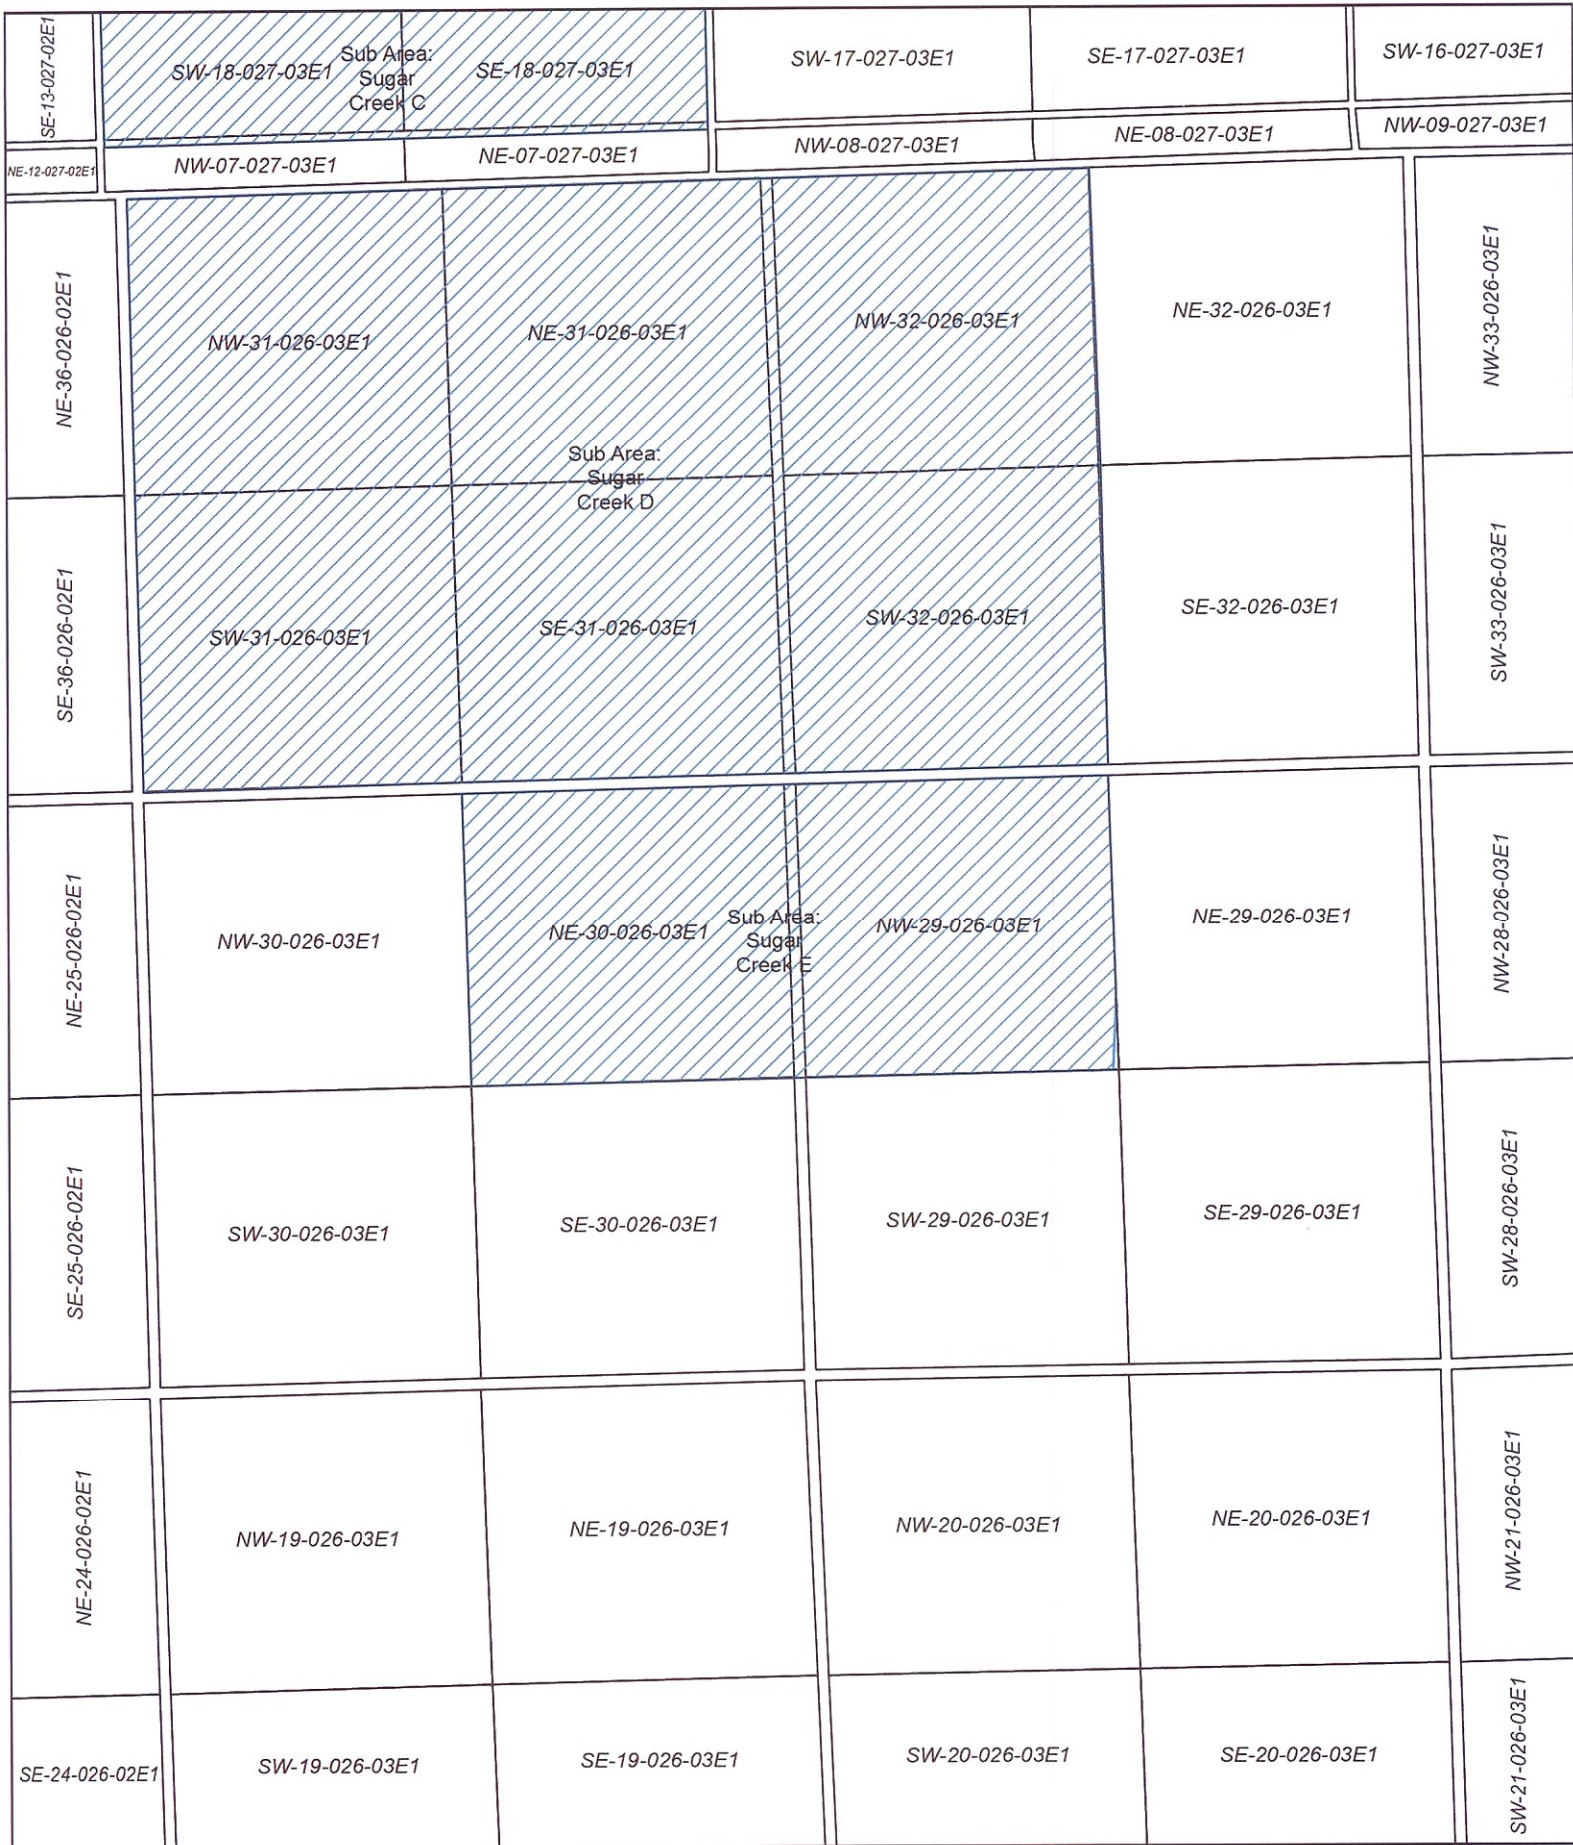 SE-13-027-02E1
SW-18-027-03E1
Sub Area:
Sugar
Creek C
SE-18-027-03E1
SW-17-027-03E1
SE-17-027-03E1
SW-16-027-03E1
NE-12-027-02E1
NW-07-027-03E1
NE-07-027-03E1
NW-08-027-03E1
NE-08-027-03E1
NW-09-027-03E1
NE-36-026-02E1
NW-31-026-03E1
NE-31-026-03E1
NW-32-026-03E1
NE-32-026-03E1
NW-33-026-03E1
Sub Area:
Sugar
Creek D
SE-36-026-02E1
SW-31-026-03E1
SE-31-026-03E1
SW-32-026-03E1
SE-32-026-03E1
SW-33-026-03E1
NE-25-026-02E1
NW-30-026-03E1
NE-30-026-03E1
Sub Area:
Sugar
Creek E
NW-29-026-03E1
NE-29-026-03E1
NW-28-026-03E1
SE-25-026-02E1
SW-30-026-03E1
SE-30-026-03E1
SW-29-026-03E1
SE-29-026-03E1
SW-28-026-03E1
NE-24-026-02E1
NW-19-026-03E1
NE-19-026-03E1
NW-20-026-03E1
NE-20-026-03E1
NW-21-026-03E1
SE-24-026-02E1
SW-19-026-03E1
SE-19-026-03E1
SW-20-026-03E1
SE-20-026-03E1
SW-21-026-03E1